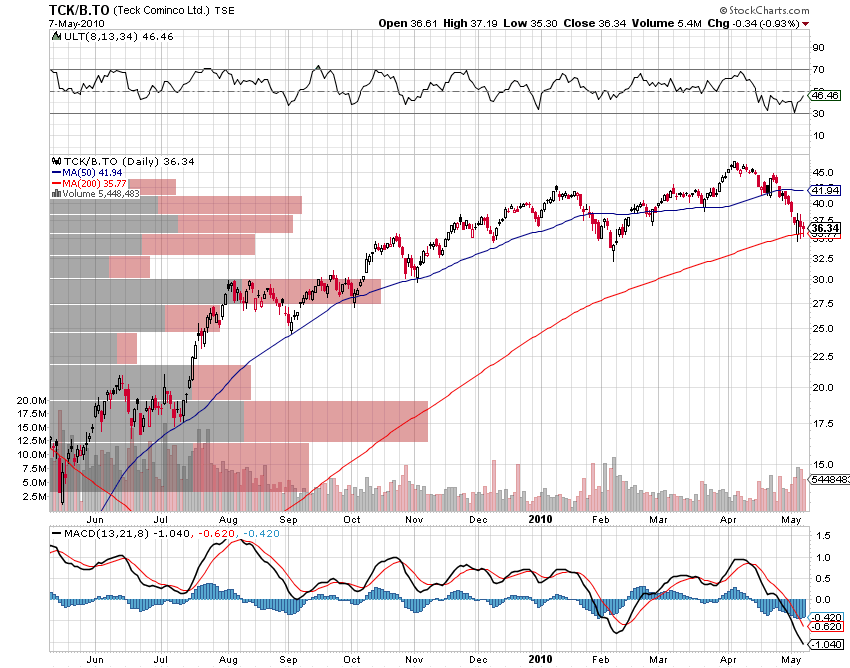 TCK/B.TO (Teck Cominco Ltd.) TSE © StockCharts.com
7-May-2010 Open 36.61 High 37.19 Low 35.30 Close 36.34 Volume 5.4M Chg -0.34 (-0.93%)
ULT(8,13,34) 46.46
90
70
50
46.46
30
10
TCK/B.TO (Daily) 36.34
MA(50) 41.94
MA(200) 35.77
Volume 5,448,483
45.0
41.94
40.0
37.5
36.34
35.0
32.5
30.0
27.5
25.0
22.5
20.0
17.5
15.0
5448483
20.0M
17.5M
15.0M
12.5M
10.0M
7.5M
5.0M
2.5M
Jun Jul Aug Sep Oct Nov Dec 2010 Feb Mar Apr May
MACD(13,21,8) -1.040, -0.620, -0.420
1.5
1.0
0.5
0.0
-0.420
-0.620
-1.040
Jun Jul Aug Sep Oct Nov Dec 2010 Feb Mar Apr May